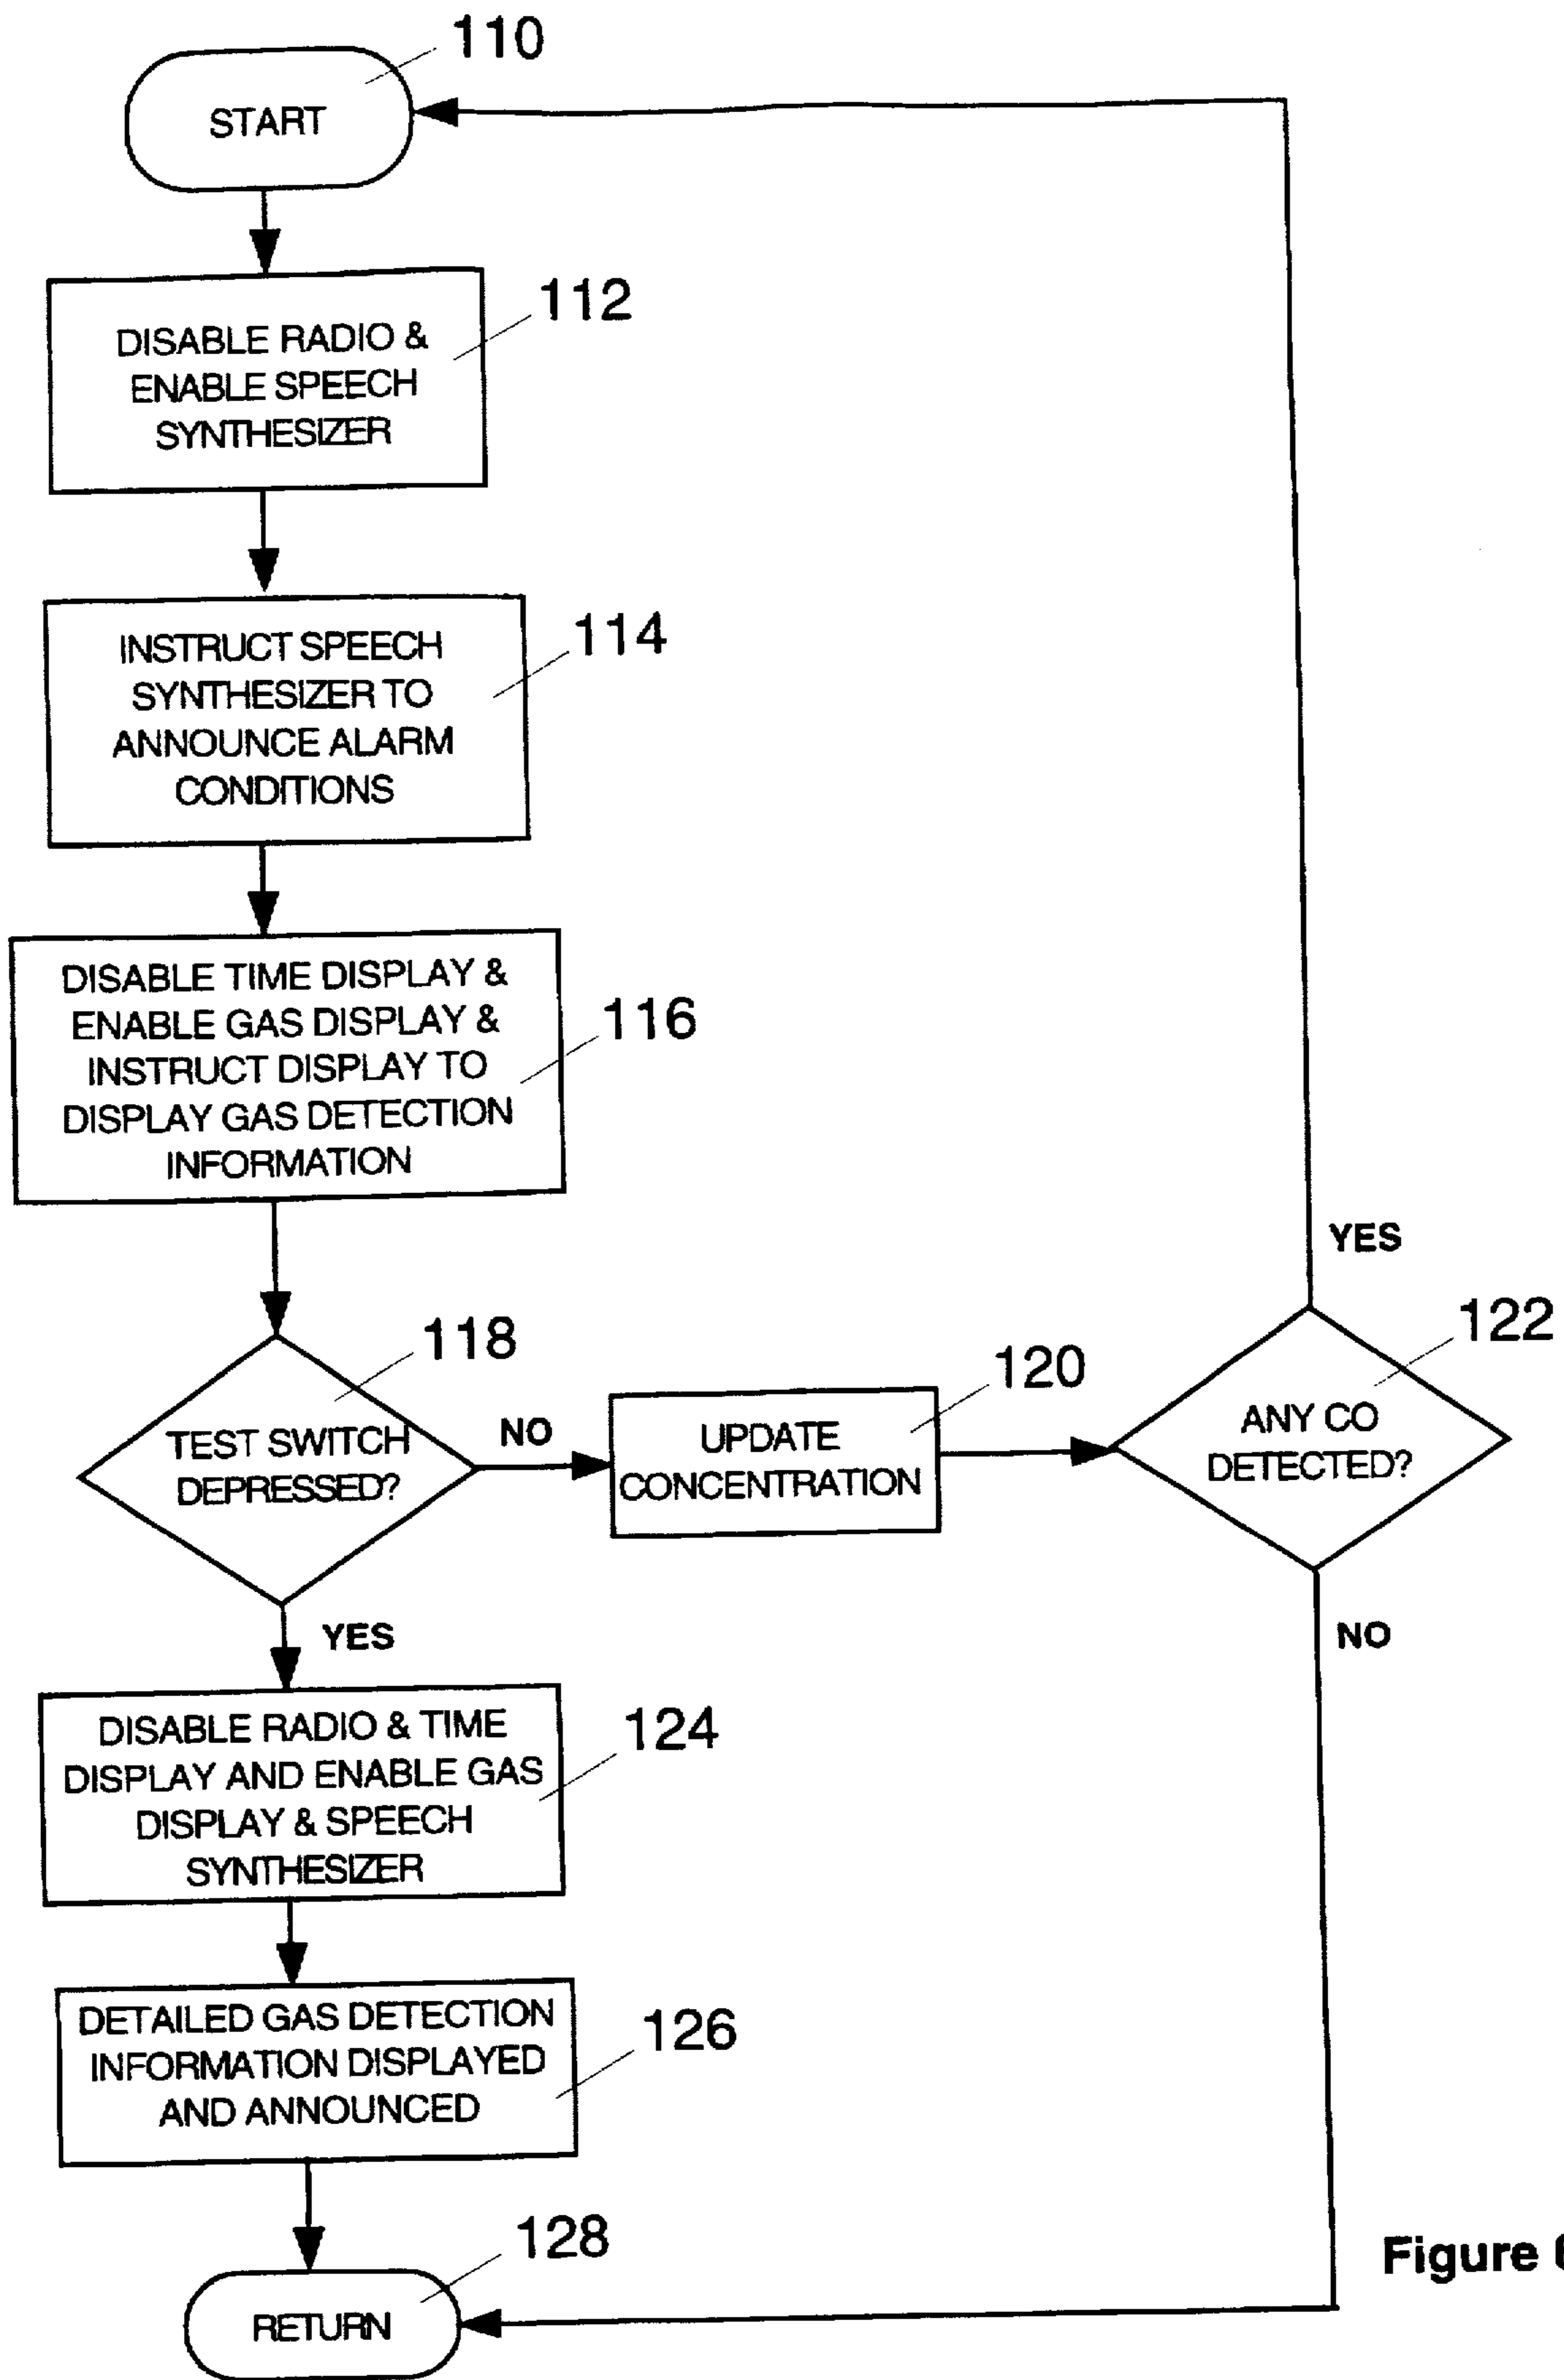 110
START
112
DISABLE RADIO &
ENABLE SPEECH
SYNTHESIZER
114
INSTRUCT SPEECH
SYNTHESIZER TO
ANNOUNCE ALARM
CONDITIONS
116
DISABLE TIME DISPLAY &
ENABLE GAS DISPLAY &
INSTRUCT DISPLAY TO
DISPLAY GAS DETECTION
INFORMATION
118
TEST SWITCH
DEPRESSED?
NO
120
UPDATE
CONCENTRATION
122
ANY CO
DETECTED?
YES
NO
YES
124
DISABLE RADIO & TIME
DISPLAY AND ENABLE GAS
DISPLAY & SPEECH
SYNTHESIZER
126
DETAILED GAS DETECTION
INFORMATION DISPLAYED
AND ANNOUNCED
128
RETURN
Figure